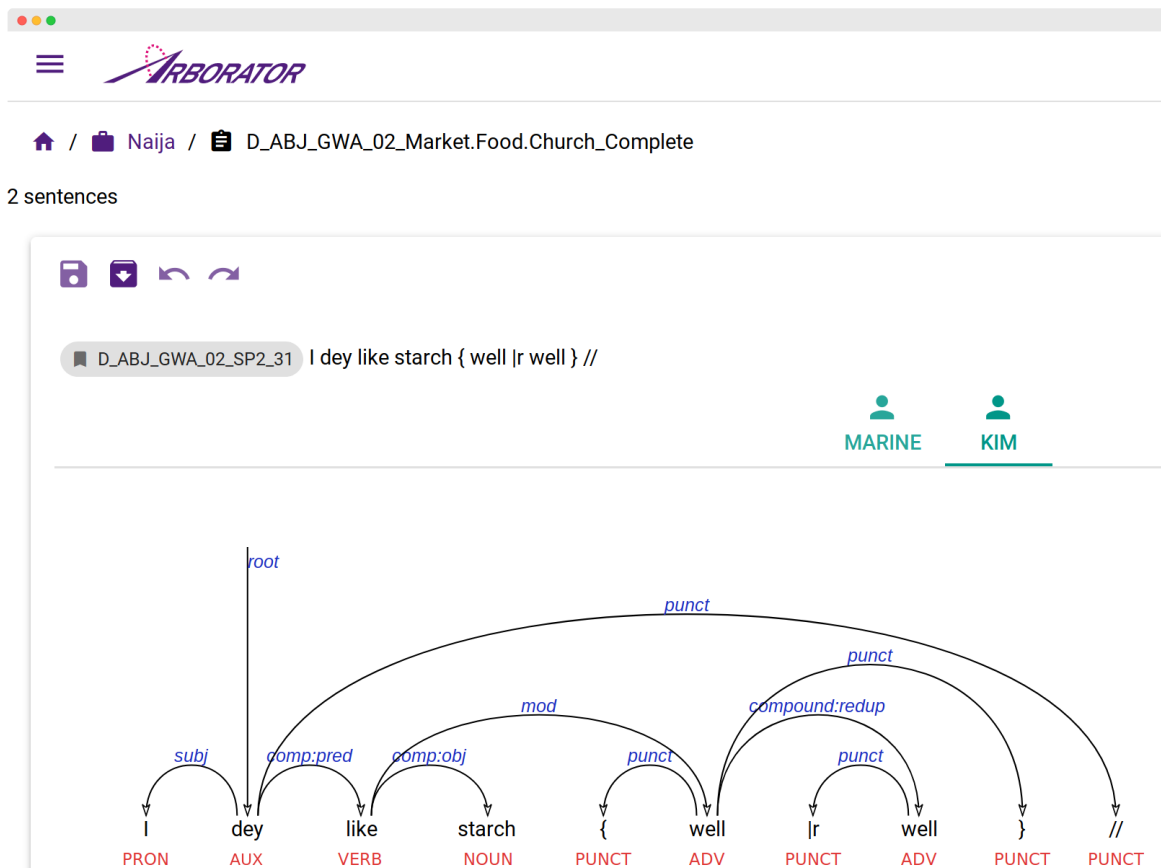 ARBORATOR
/ Naija / D_ABJ_GWA_02_Market.Food.Church_Complete
2 sentences
D_ABJ_GWA_02_SP2_31 I dey like starch { well |r well } //
MARINE KIM
root
punct
punct
mod compound:redup
subj comp:pred comp:obj punct punct
I dey like starch { well |r well } //
PRON AUX VERB NOUN PUNCT ADV PUNCT ADV PUNCT PUNCT